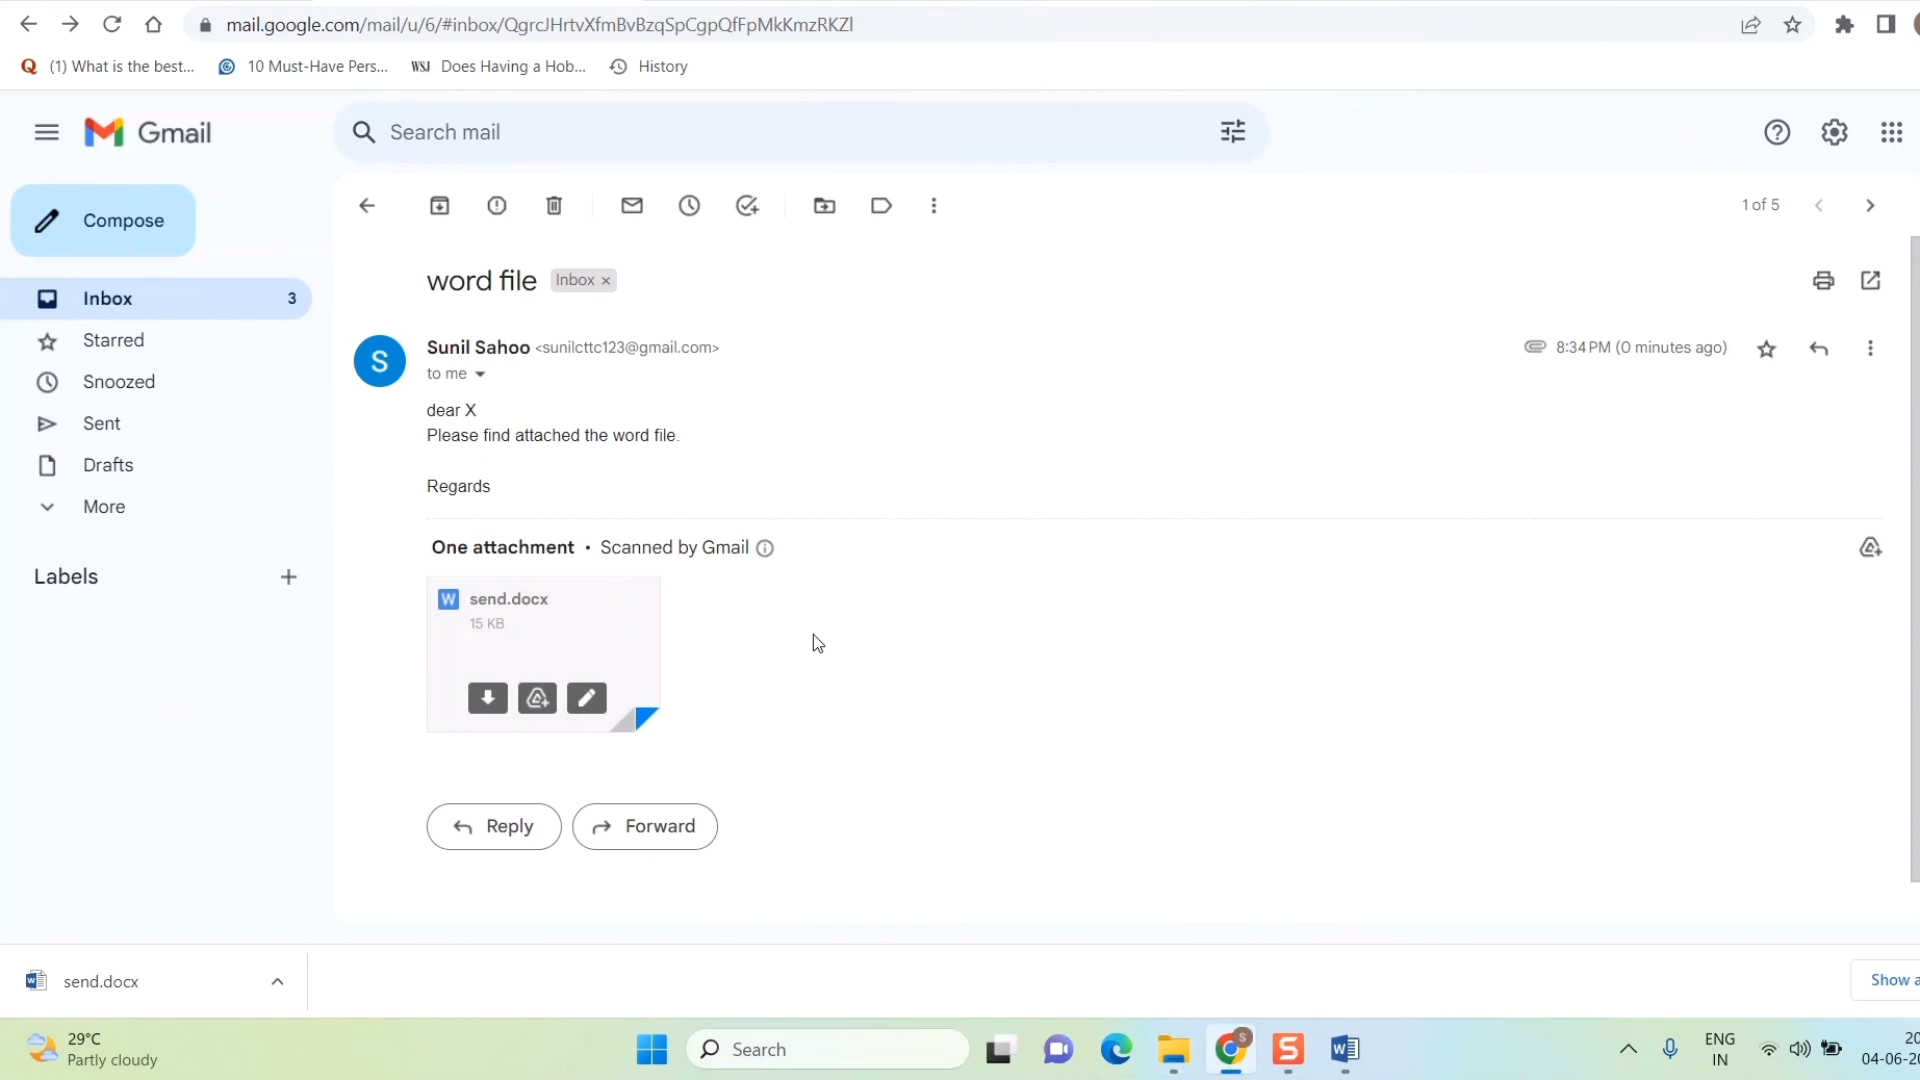 mail.google.com/mail/u/6/#inbox/QgrcJHrtvXfmBvBzqSpCgpQfFpMkKmzRKZl
(1) What is the best...
10 Must-Have Pers...
WSJ Does Having a Hob...
History
Gmail
Search mail
Compose
1 of 5
Inbox 3
Starred
Snoozed
Sent
Drafts
More
Labels
word file Inbox ×
S
Sunil Sahoo <sunilcttc123@gmail.com>
8:34 PM (0 minutes ago)
to me
dear X
Please find attached the word file.
Regards
One attachment • Scanned by Gmail
W send.docx
15 KB
Reply
Forward
send.docx
Show a
29°C
Partly cloudy
Search
ENG
IN
20
04-06-20